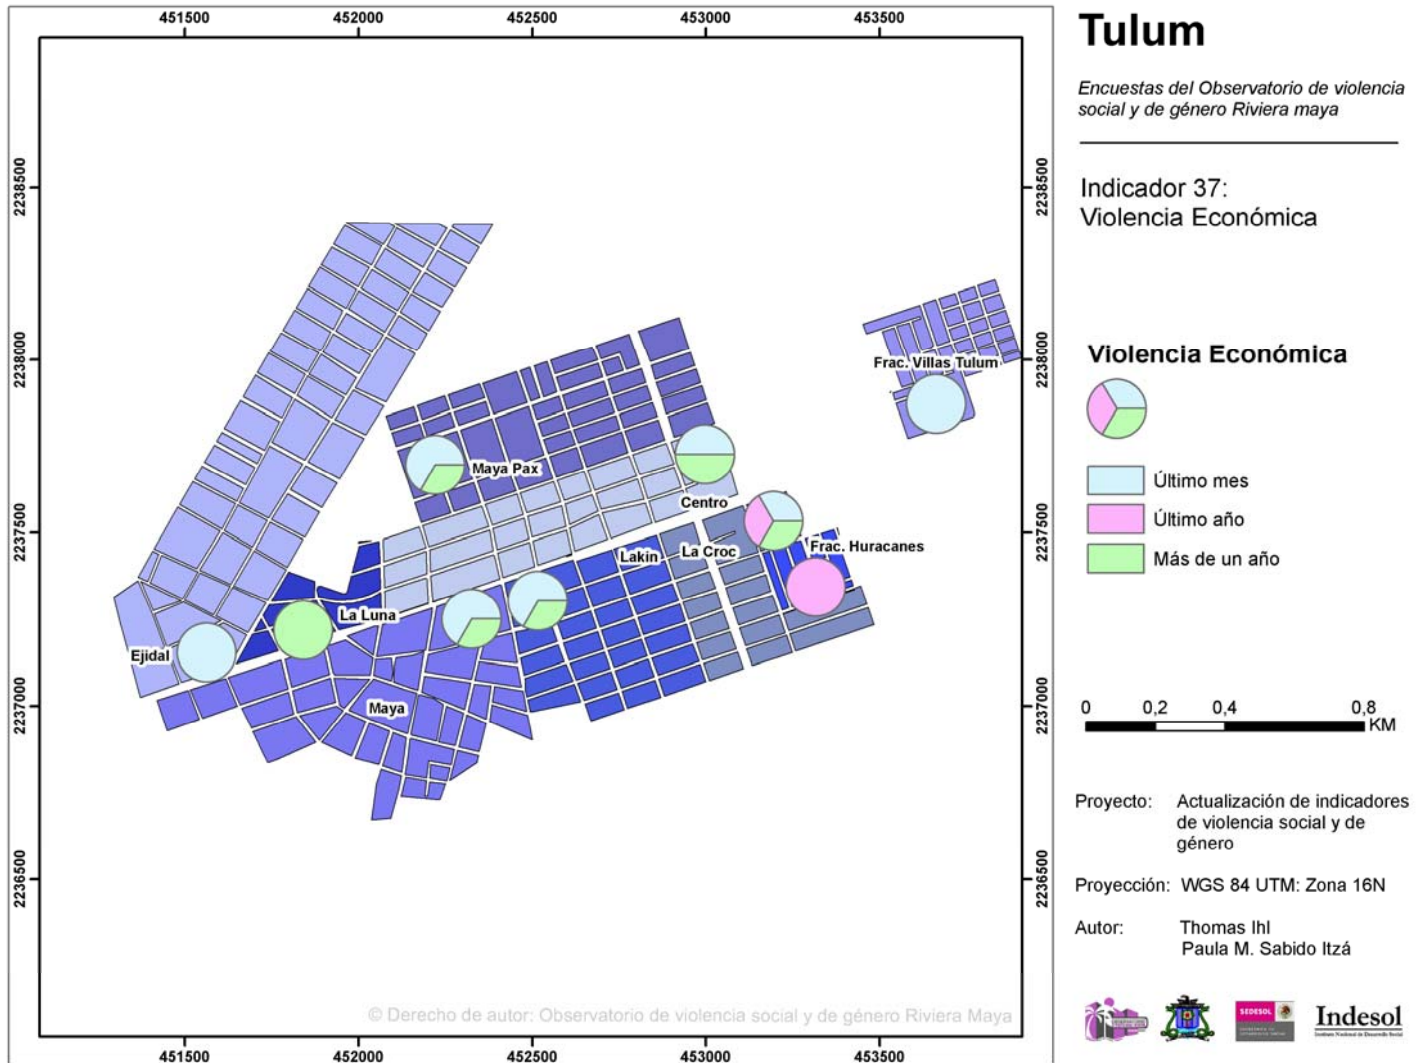 451500 452000 452500 453000 453500
2238500
2238000
2237500
2237000
2236500
2238500
2238000
2237500
2237000
2236500
Frac. Villas Tulum
Maya Pax
Centro
La Croc
Frac. Huracanes
Lakin
La Luna
Ejidal
Maya
© Derecho de autor: Observatorio de violencia social y de género Riviera Maya
451500 452000 452500 453000 453500
Tulum
Encuestas del Observatorio de violencia
social y de género Riviera maya
Indicador 37:
Violencia Económica
Violencia Económica
Último mes
Último año
Más de un año
0 0,2 0,4 0,8
KM
Proyecto: Actualización de indicadores
de violencia social y de
género
Proyección: WGS 84 UTM: Zona 16N
Autor: Thomas Ihl
Paula M. Sabido Itzá
SEDESOL
Indesol